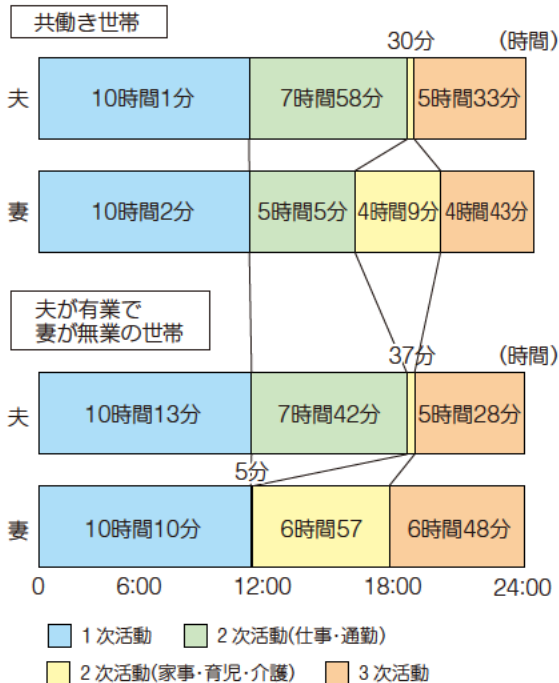 共働き世帯
30分 (時間)
夫 10時間1分 7時間58分 5時間33分
妻 10時間2分 5時間5分 4時間9分 4時間43分
夫が有業で
妻が無業の世帯
37分 (時間)
夫 10時間13分 7時間42分 5時間28分
5分
妻 10時間10分 6時間57 6時間48分
0 6:00 12:00 18:00 24:00
1次活動 2次活動(仕事・通勤)
2次活動(家事・育児・介護) 3次活動